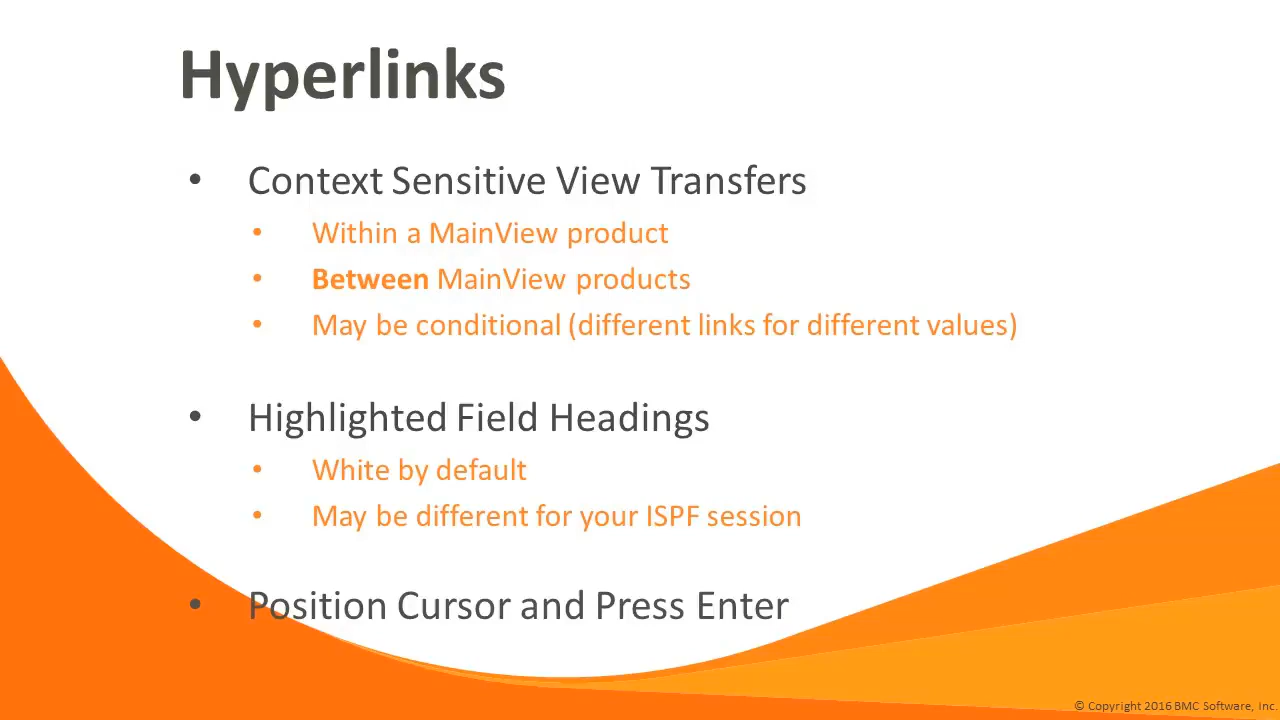 Hyperlinks
• Context Sensitive View Transfers
• Within a MainView product
• Between MainView products
• May be conditional (different links for different values)
• Highlighted Field Headings
• White by default
• May be different for your ISPF session
• Position Cursor and Press Enter
© Copyright 2016 BMC Software, Inc.